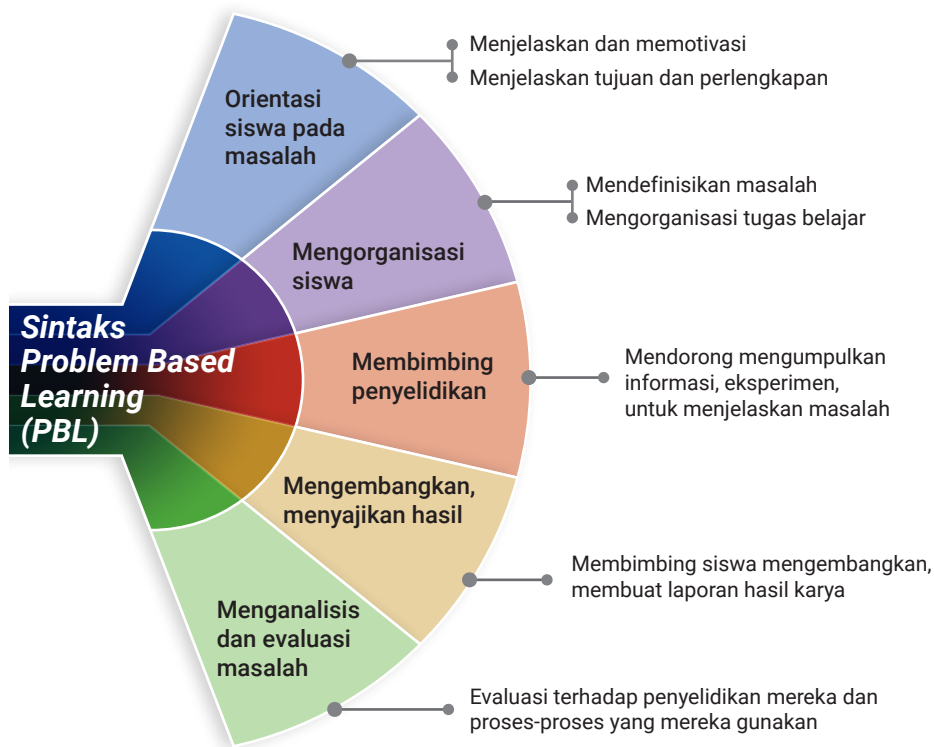 Sintaks
Problem Based
Learning
(PBL)
Orientasi
siswa pada
masalah
Menjelaskan dan memotivasi
Menjelaskan tujuan dan perlengkapan
Mengorganisasi
siswa
Mendefinisikan masalah
Mengorganisasi tugas belajar
Membimbing
penyelidikan
Mendorong mengumpulkan
informasi, eksperimen,
untuk menjelaskan masalah
Mengembangkan,
menyajikan hasil
Membimbing siswa mengembangkan,
membuat laporan hasil karya
Menganalisis
dan evaluasi
masalah
Evaluasi terhadap penyelidikan mereka dan
proses-proses yang mereka gunakan